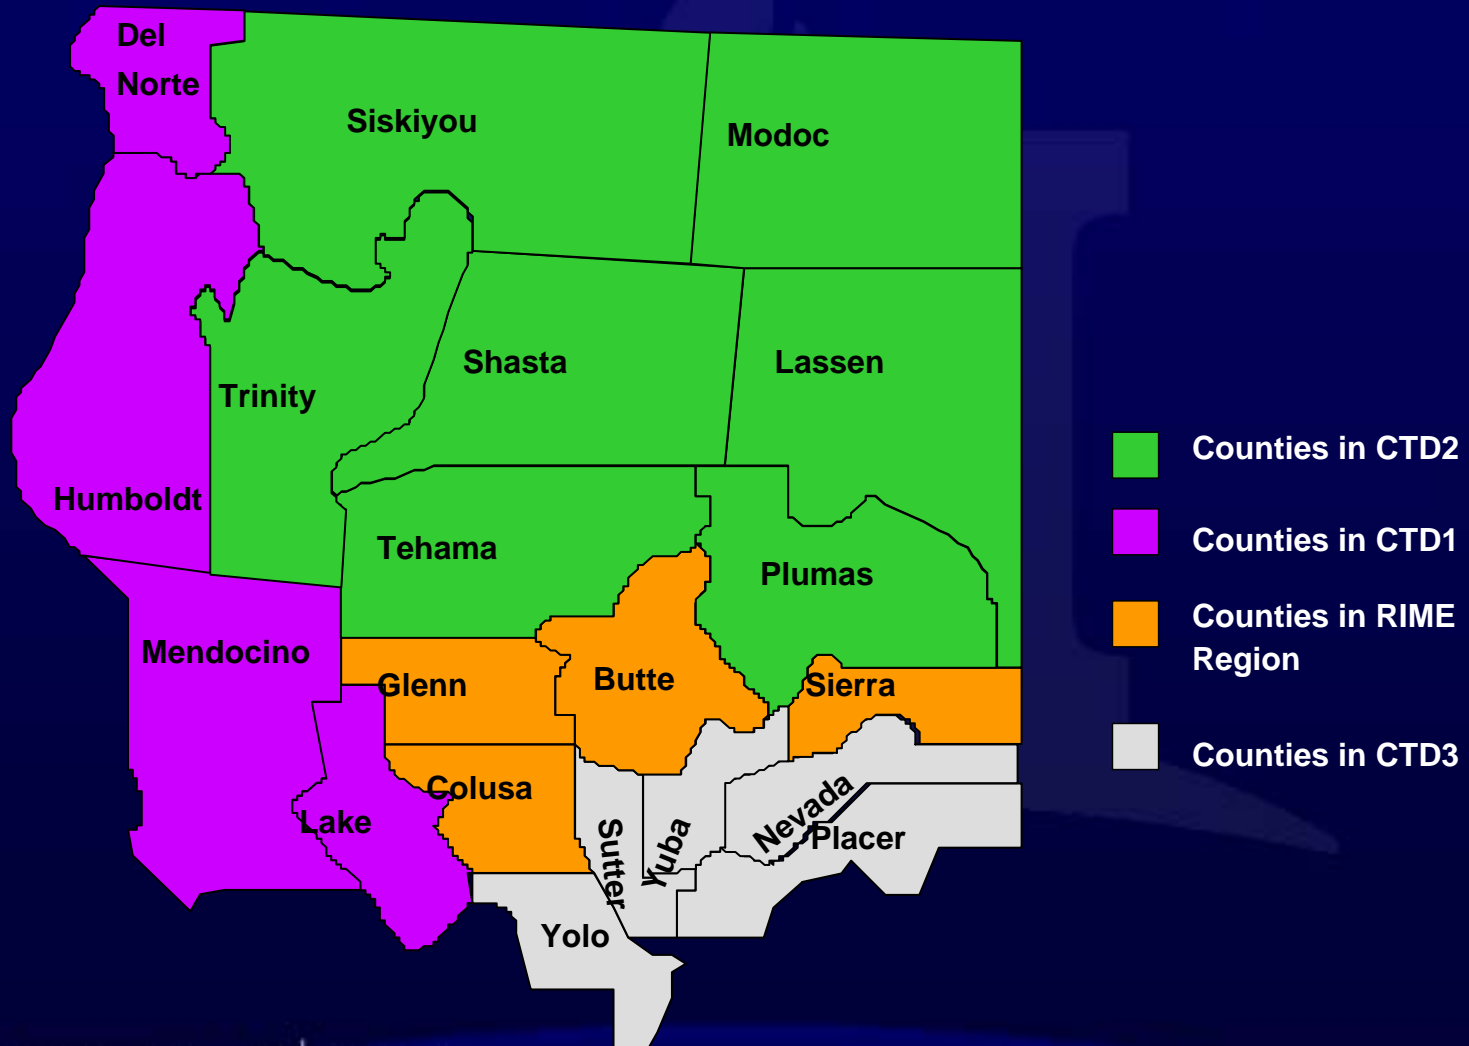 Del
Norte
Siskiyou
Modoc
Shasta
Lassen
Trinity
Humboldt
Tehama
Plumas
Mendocino
Glenn
Butte
Sierra
Colusa
Lake
Sutter
Yuba
Nevada
Placer
Yolo
Counties in CTD2
Counties in CTD1
Counties in RIME
Region
Counties in CTD3